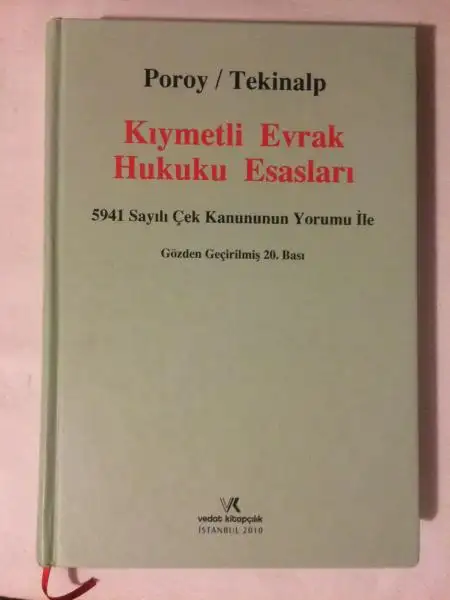 Poroy / Tekinalp
Kıymetli Evrak
Hukuku Esasları
5941 Sayılı Çek Kanununun Yorumu İle
Gözden Geçirilmiş 20. Bası
VK
vedat kitapçılık
İSTANBUL 2010